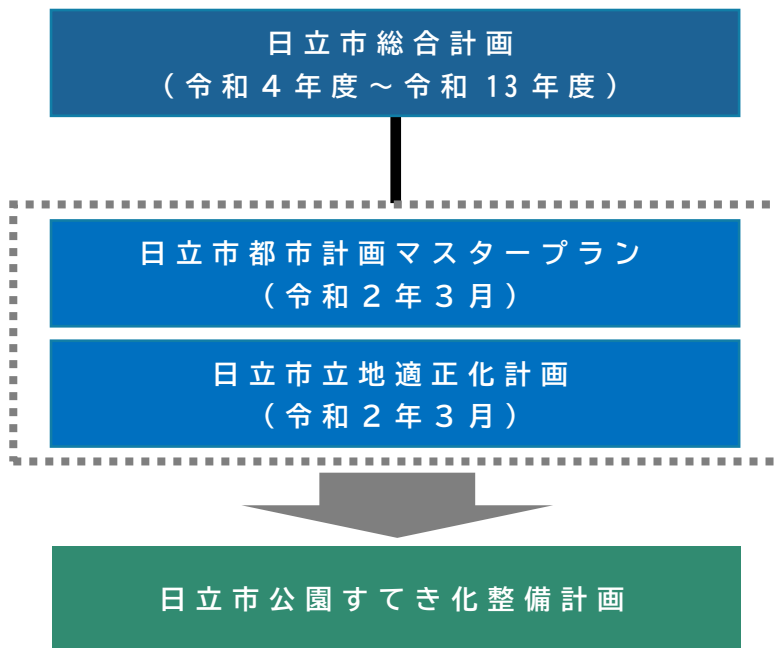 日立市総合計画
（令和４年度～令和 13 年度）
日立市都市計画マスタープラン
（令和２年３月）
日立市立地適正化計画
（令和２年３月）
日立市公園すてき化整備計画